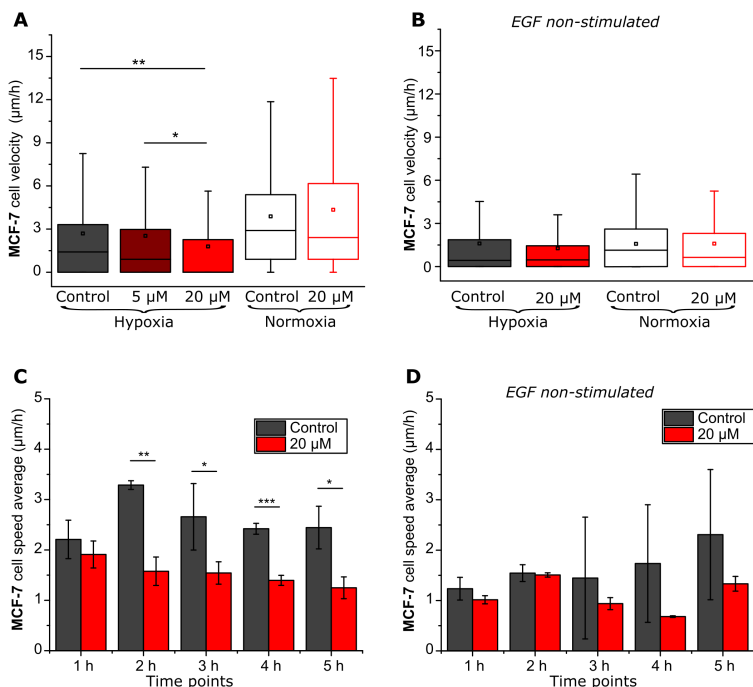 A
MCF-7 cell velocity (µm/h)
15
12
9
6
3
0
**
*
Control 5 µM 20 µM Control 20 µM
Hypoxia Normoxia
B
EGF non-stimulated
MCF-7 cell velocity (µm/h)
15
12
9
6
3
0
Control 20 µM Control 20 µM
Hypoxia Normoxia
C
MCF-7 cell speed average (µm/h)
5
4
3
2
1
0
Control
20 µM
**
*
***
*
1 h 2 h 3 h 4 h 5 h
Time points
D
EGF non-stimulated
MCF-7 cell speed average (µm/h)
5
4
3
2
1
0
Control
20 µM
1 h 2 h 3 h 4 h 5 h
Time points